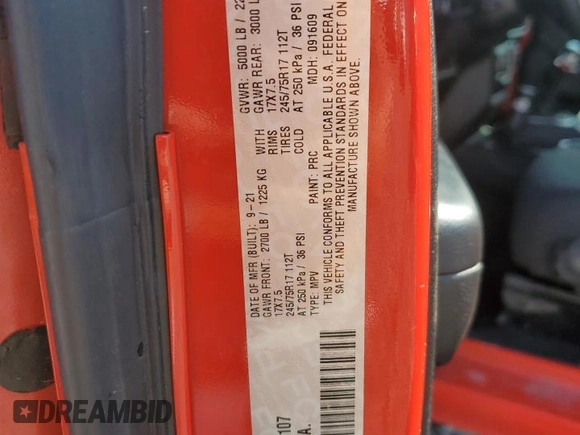 GVWR: 5000 LB / 22
DATE OF MFR (BUILT): 9-21 GAWR REAR: 3000 L
GAWR FRONT: 2700 LB / 1225 KG WITH 17X7.5
17X7.5 RIMS 245/75R17 112T
245/75R17 112T TIRES AT 250 kPa / 36 PSI
AT 250 kPa / 36 PSI COLD
TYPE: MPV PAINT: PRC MDH: 091609
THIS VEHICLE CONFORMS TO ALL APPLICABLE U.S.A. FEDERAL
SAFETY AND THEFT PREVENTION STANDARDS IN EFFECT ON
MANUFACTURE SHOWN ABOVE.
107
A.
DREAMBID